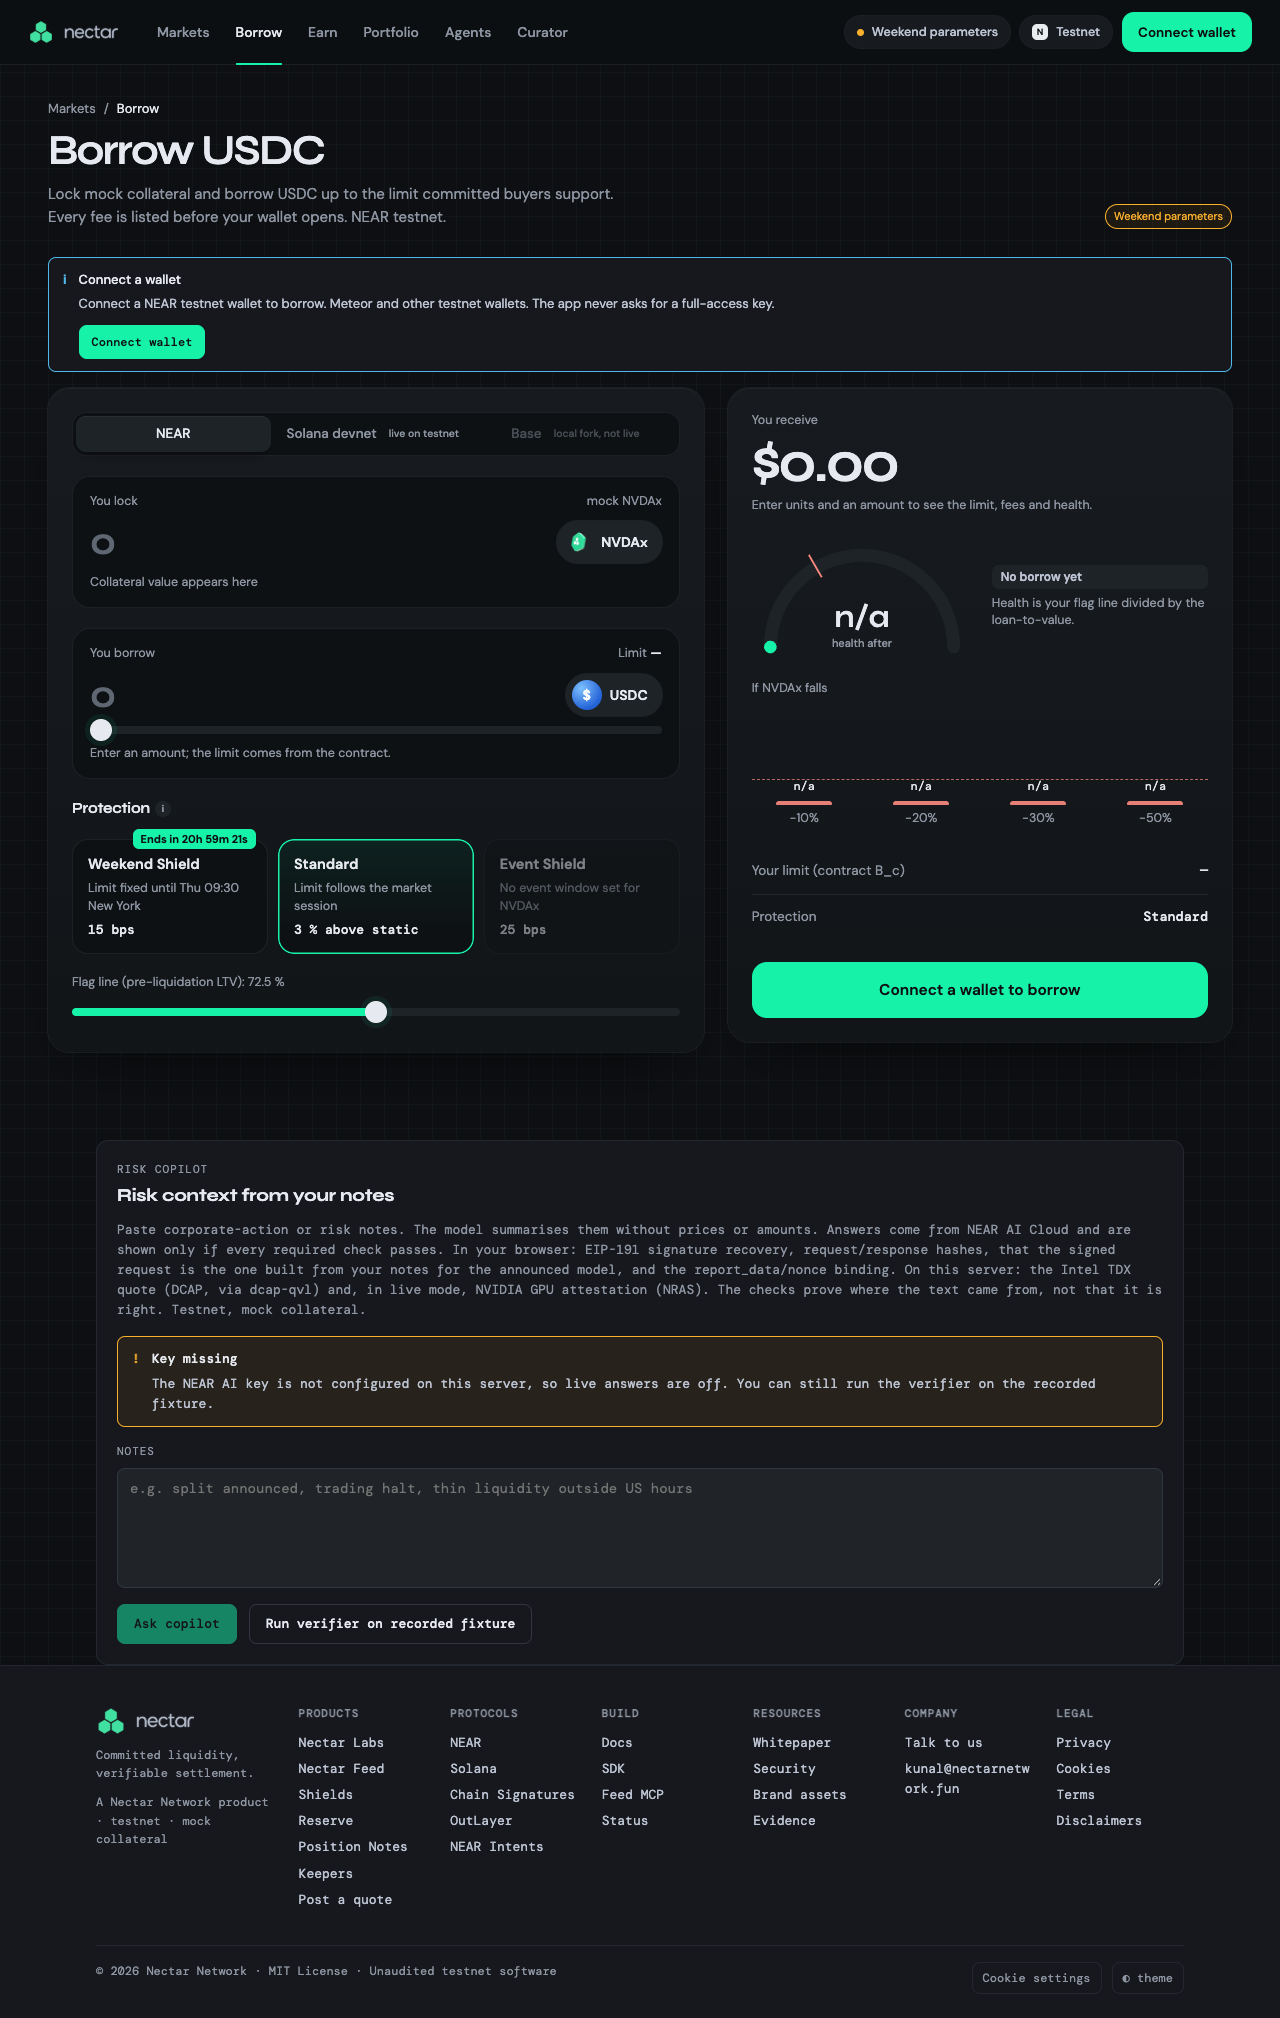 nectar
Markets
Borrow
Earn
Portfolio
Agents
Curator
Weekend parameters
N
Testnet
Connect wallet
Markets / Borrow
Borrow USDC
Lock mock collateral and borrow USDC up to the limit committed buyers support.
Every fee is listed before your wallet opens. NEAR testnet.
Weekend parameters
i Connect a wallet
Connect a NEAR testnet wallet to borrow. Meteor and other testnet wallets. The app never asks for a full-access key.
Connect wallet
NEAR
Solana devnet live on testnet
Base local fork, not live
You lock
mock NVDAx
0
NVDAx
Collateral value appears here
You borrow
Limit —
0
$ USDC
Enter an amount; the limit comes from the contract.
Protection i
Ends in 20h 59m 21s
Weekend Shield
Limit fixed until Thu 09:30
New York
15 bps
Standard
Limit follows the market
session
3 % above static
Event Shield
No event window set for
NVDAx
25 bps
Flag line (pre-liquidation LTV): 72.5 %
You receive
$0.00
Enter units and an amount to see the limit, fees and health.
n/a
health after
No borrow yet
Health is your flag line divided by the
loan-to-value.
If NVDAx falls
n/a n/a n/a n/a
-10% -20% -30% -50%
Your limit (contract B_c) —
Protection Standard
Connect a wallet to borrow
RISK COPILOT
Risk context from your notes
Paste corporate-action or risk notes. The model summarises them without prices or amounts. Answers come from NEAR AI Cloud and are
shown only if every required check passes. In your browser: EIP-191 signature recovery, request/response hashes, that the signed
request is the one built from your notes for the announced model, and the report_data/nonce binding. On this server: the Intel TDX
quote (DCAP, via dcap-qvl) and, in live mode, NVIDIA GPU attestation (NRAS). The checks prove where the text came from, not that it is
right. Testnet, mock collateral.
! Key missing
The NEAR AI key is not configured on this server, so live answers are off. You can still run the verifier on the recorded
fixture.
NOTES
e.g. split announced, trading halt, thin liquidity outside US hours
Ask copilot
Run verifier on recorded fixture
nectar
Committed liquidity,
verifiable settlement.
A Nectar Network product
· testnet · mock
collateral
PRODUCTS
Nectar Labs
Nectar Feed
Shields
Reserve
Position Notes
Keepers
Post a quote
PROTOCOLS
NEAR
Solana
Chain Signatures
OutLayer
NEAR Intents
BUILD
Docs
SDK
Feed MCP
Status
RESOURCES
Whitepaper
Security
Brand assets
Evidence
COMPANY
Talk to us
kunal@nectarnetw
ork.fun
LEGAL
Privacy
Cookies
Terms
Disclaimers
© 2026 Nectar Network · MIT License · Unaudited testnet software
Cookie settings
◐ theme